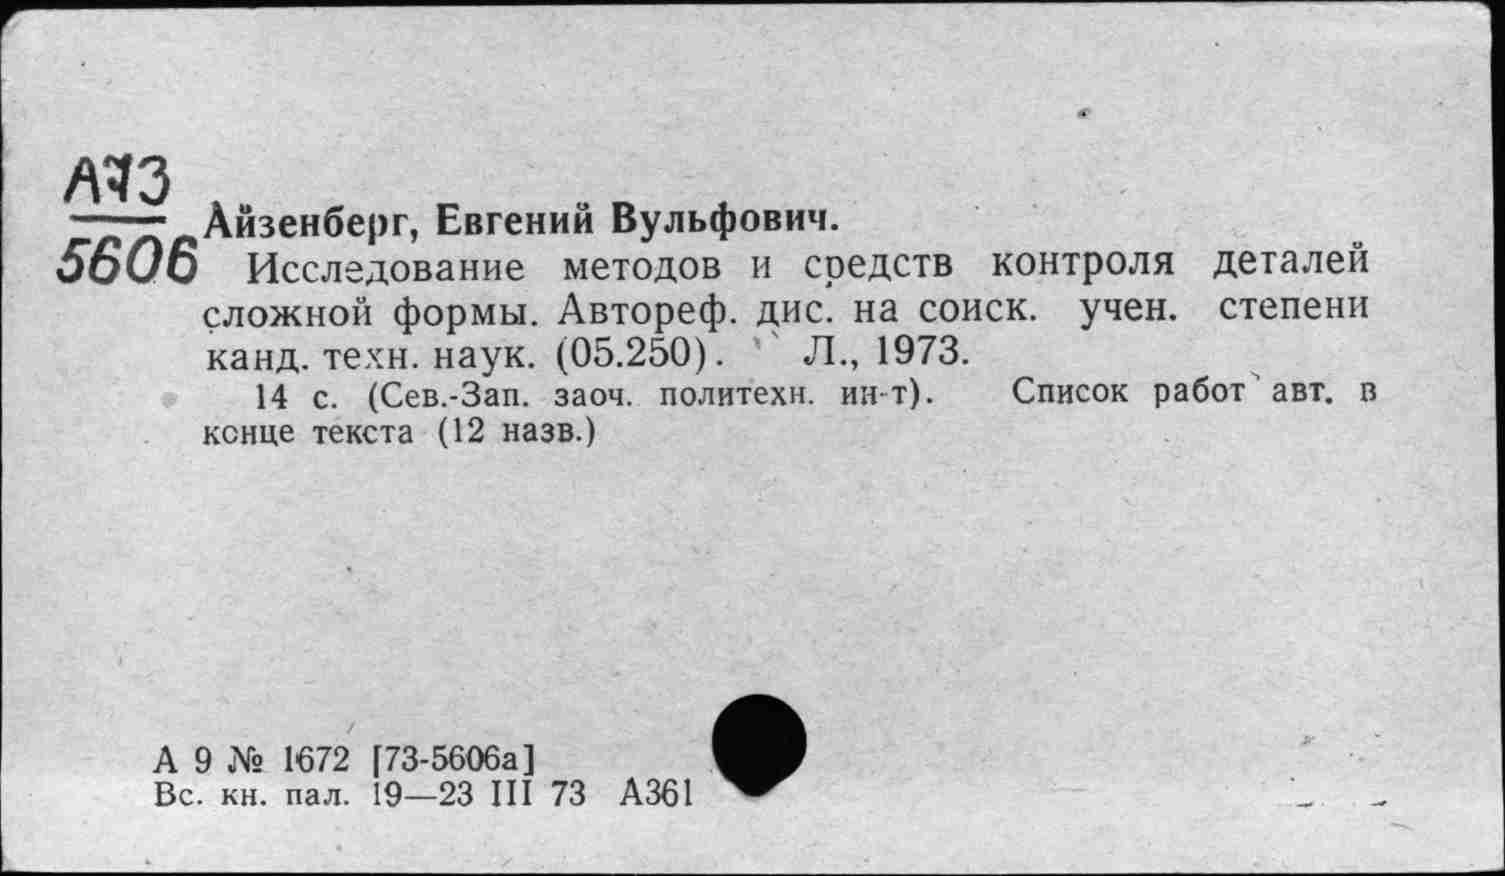 А73
5606
Айзенберг, Евгений Вульфович.
Исследование методов и средств контроля деталей
сложной формы. Автореф. дис. на соиск. учен. степени
канд. техн. наук. (05.250). Л., 1973.
14 с. (Сев.-Зап. заоч. политехн. ин-т). Список работ авт. в
конце текста (12 назв.)
А 9 № 1672 [73-5606а]
Вс. кн. пал. 19—23 III 73 А361